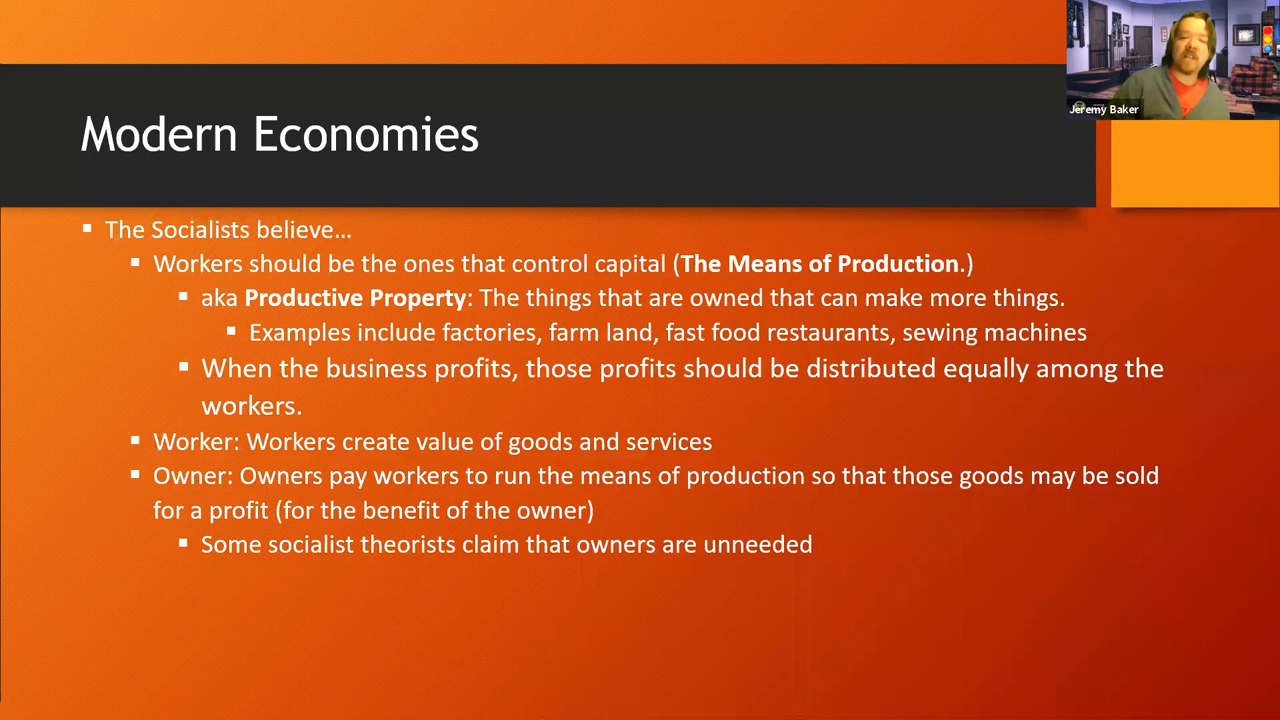 Jeremy Baker
Modern Economies
The Socialists believe…
Workers should be the ones that control capital (The Means of Production.)
aka Productive Property: The things that are owned that can make more things.
Examples include factories, farm land, fast food restaurants, sewing machines
When the business profits, those profits should be distributed equally among the
workers.
Worker: Workers create value of goods and services
Owner: Owners pay workers to run the means of production so that those goods may be sold
for a profit (for the benefit of the owner)
Some socialist theorists claim that owners are unneeded